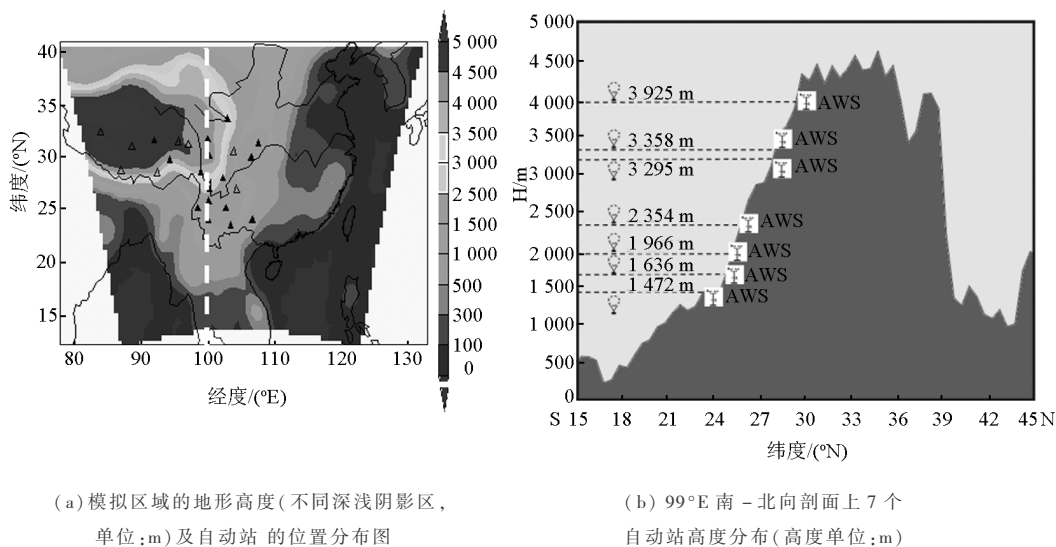 纬度/(ºN)
40
35
30
25
20
15
80
90
100
110
120
130
经度/(ºE)
5 000
4 500
4 000
3 500
3 000
2 500
1 500
1 000
500
300
100
0
H/m
5 000
4 500
4 000
3 500
3 000
2 500
2 000
1 500
1 000
500
0
3 925 m
AWS
3 358 m
AWS
3 295 m
AWS
2 354 m
AWS
1 966 m
AWS
1 636 m
AWS
1 472 m
AWS
S 15 18 24 27 30 33 36 39 42 45 N
纬度/(ºN)
(a)模拟区域的地形高度(不同深浅阴影区,
单位:m)及自动站 的位置分布图
(b) 99°E 南-北向剖面上 7 个
自动站高度分布(高度单位:m)